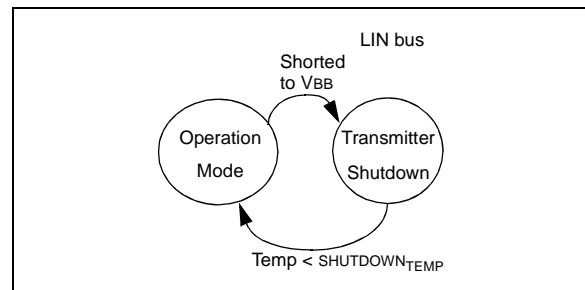 LIN bus
Shorted
to VBB
Operation
Mode
Transmitter
Shutdown
Temp < SHUTDOWNTEMP